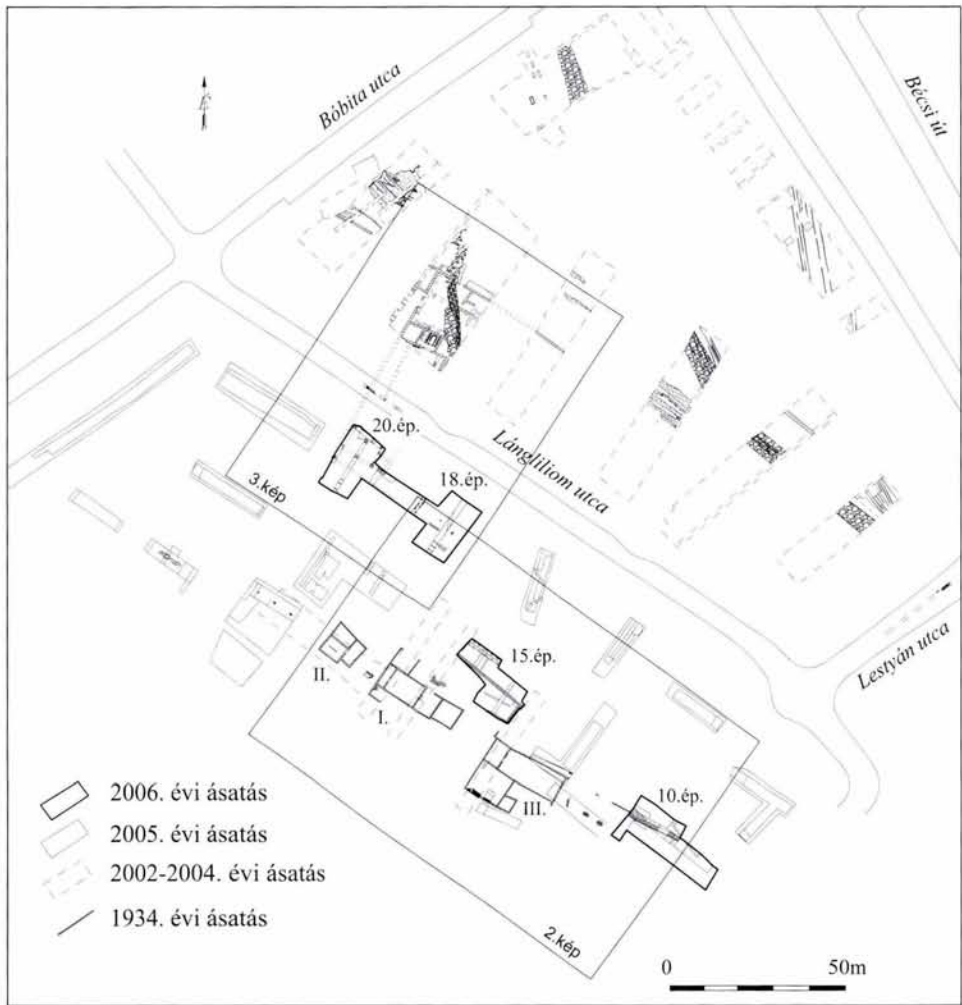 Bóbita utca
Bécsi út
É
20.ép.
18.ép.
Lángliliom utca
3.kép
Lestyán utca
II.
15.ép.
I.
III.
10.ép.
2006. évi ásatás
2005. évi ásatás
2002-2004. évi ásatás
1934. évi ásatás
2.kép
0 50m